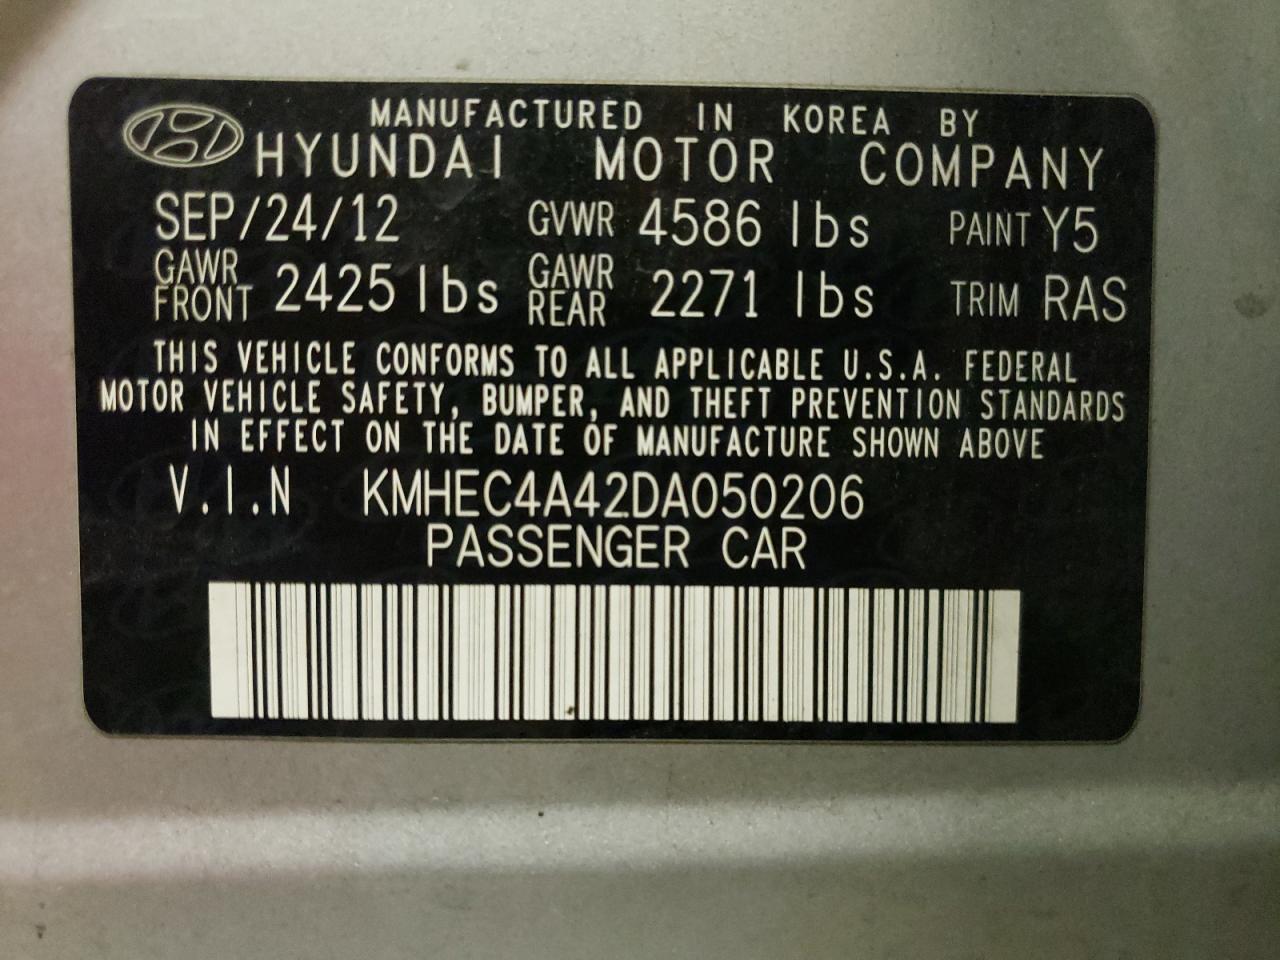 MANUFACTURED IN KOREA BY
HYUNDAI MOTOR COMPANY
SEP/24/12 GVWR 4586 lbs PAINT Y5
GAWR FRONT 2425 lbs GAWR REAR 2271 lbs TRIM RAS
THIS VEHICLE CONFORMS TO ALL APPLICABLE U.S.A. FEDERAL
MOTOR VEHICLE SAFETY, BUMPER, AND THEFT PREVENTION STANDARDS
IN EFFECT ON THE DATE OF MANUFACTURE SHOWN ABOVE
V.I.N KMHEC4A42DA050206
PASSENGER CAR